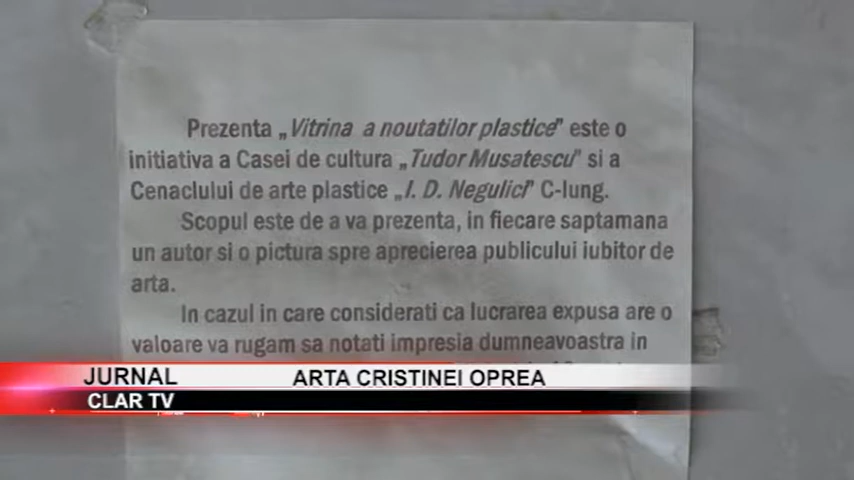 Prezenta „Vitrina a noutatilor plastice" este o
initiativa a Casei de cultura „Tudor Musatescu" si a
Cenaclului de arte plastice „I. D. Negulici" C-lung.
Scopul este de a va prezenta, in fiecare saptamana
un autor si o pictura spre aprecierea publicului iubitor de
arta.
In cazul in care considerati ca lucrarea expusa are o
valoare va rugam sa notati impresia dumneavoastra in
JURNAL
ARTA CRISTINEI OPREA
CLAR TV